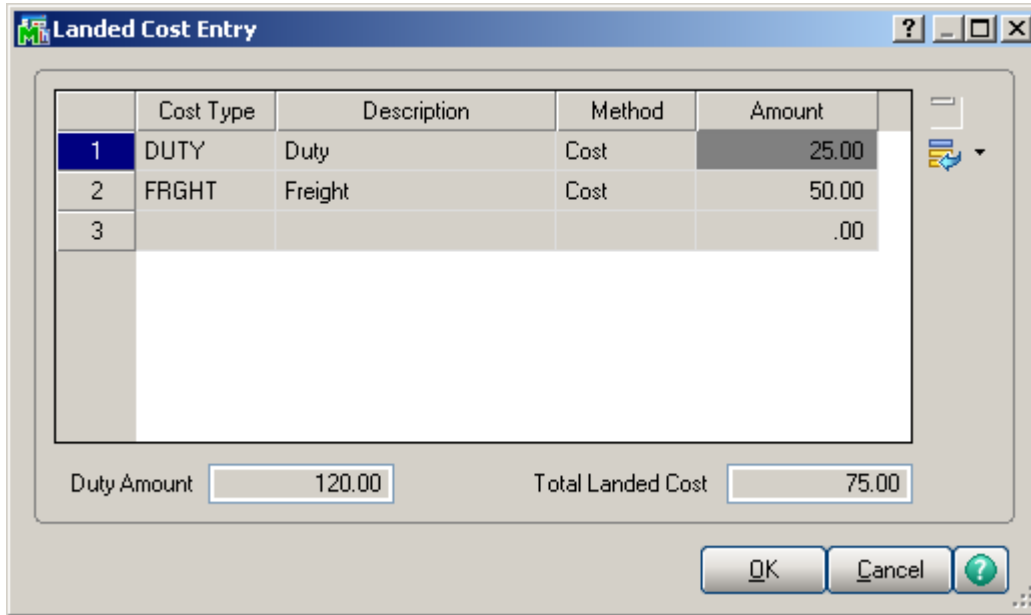 Landed Cost Entry
Cost Type Description Method Amount
1 DUTY Duty Cost 25.00
2 FRGHT Freight Cost 50.00
3 .00
Duty Amount 120.00 Total Landed Cost 75.00
OK Cancel ?